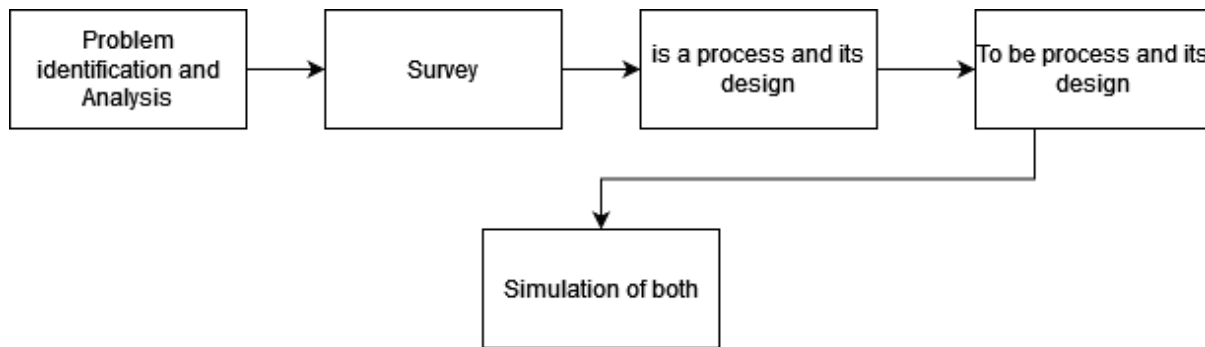 Problem
identification and
Analysis
Survey
is a process and its
design
To be process and its
design
Simulation of both